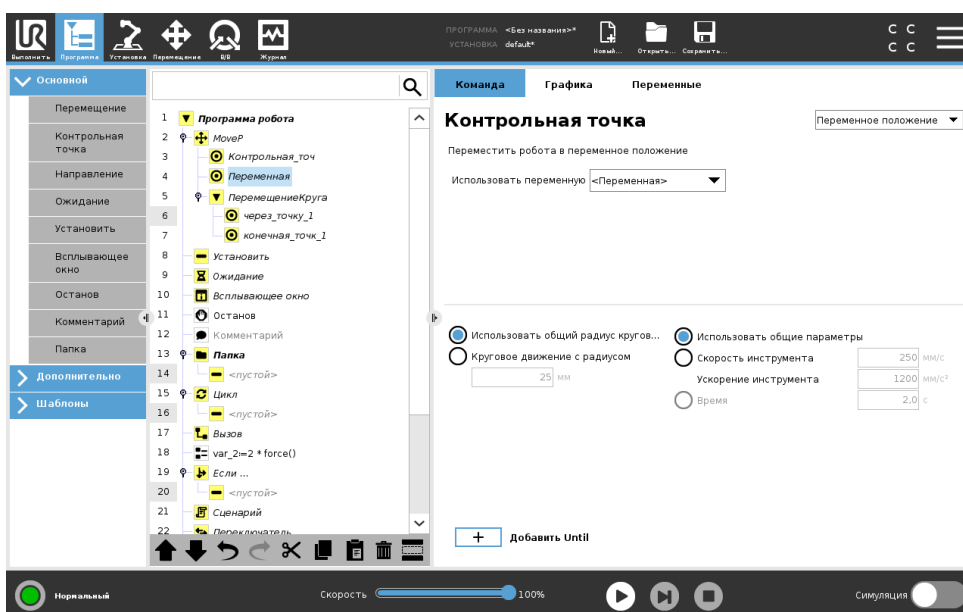 ПРОГРАММА <Без названия>*
УСТАНОВКА default*
Выполнить
Программа
Установка
Перемещение
В/В
Журнал
Новый...
Открыть...
Сохранить...
C C
C C
Основной
Перемещение
Контрольная
точка
Направление
Ожидание
Установить
Всплывающее
окно
Останов
Комментарий
Папка
Дополнительно
Шаблоны
1 Программа робота
2 MoveP
3 Контрольная_точ
4 Переменная
5 ПеремещениеКруга
6 через_точку_1
7 конечная_точк_1
8 Установить
9 Ожидание
10 Всплывающее окно
11 Останов
12 Комментарий
13 Папка
14 <пустой>
15 Цикл
16 <пустой>
17 Вызов
18 var_2:=2 * force()
19 Если ...
20 <пустой>
21 Сценарий
22 Переключатель
Команда
Графика
Переменные
Контрольная точка
Переменное положение
Переместить робота в переменное положение
Использовать переменную <Переменная>
Использовать общий радиус кругов...
Круговое движение с радиусом
25 мм
Использовать общие параметры
Скорость инструмента 250 мм/с
Ускорение инструмента 1200 мм/с²
Время 2,0 с
+ Добавить Until
Нормальный
Скорость 100%
Симуляция